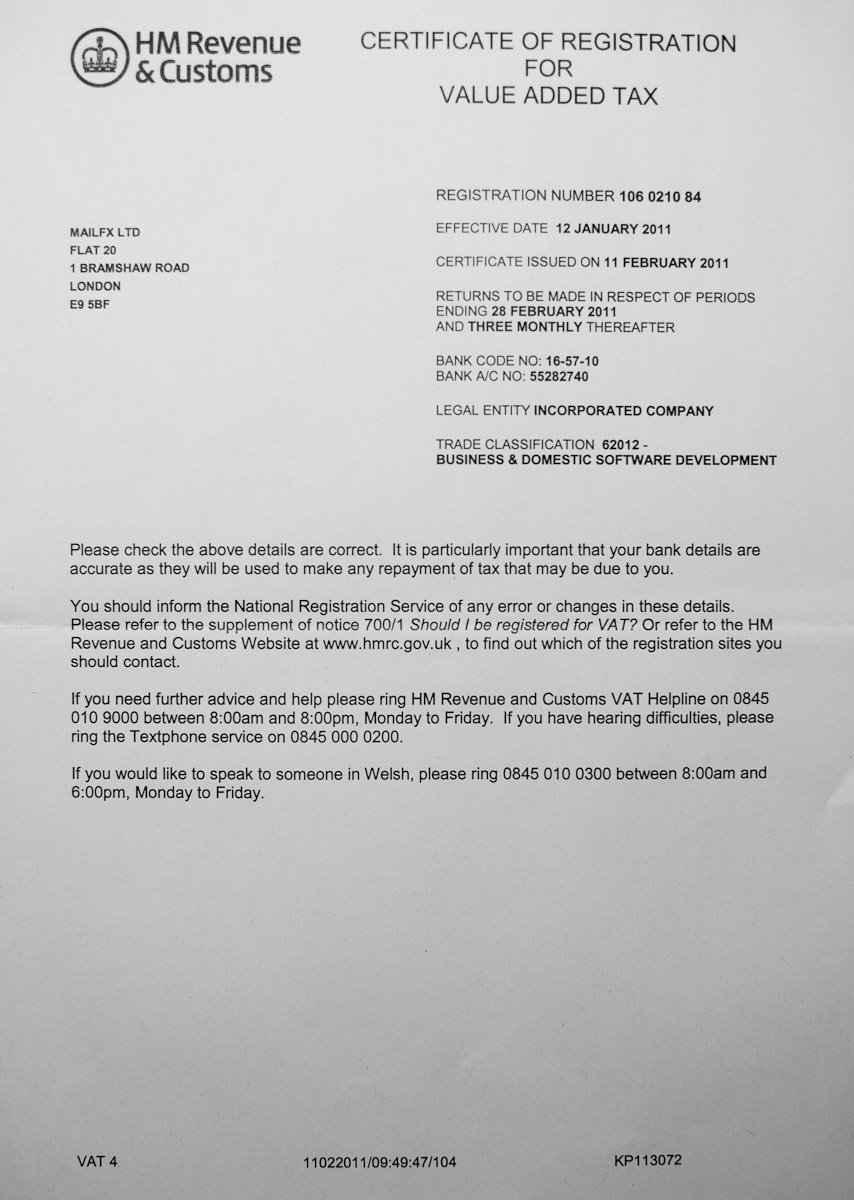 HM Revenue
& Customs
CERTIFICATE OF REGISTRATION
FOR
VALUE ADDED TAX
MAILFX LTD
FLAT 20
1 BRAMSHAW ROAD
LONDON
E9 5BF
REGISTRATION NUMBER 106 0210 84
EFFECTIVE DATE 12 JANUARY 2011
CERTIFICATE ISSUED ON 11 FEBRUARY 2011
RETURNS TO BE MADE IN RESPECT OF PERIODS
ENDING 28 FEBRUARY 2011
AND THREE MONTHLY THEREAFTER
BANK CODE NO: 16-57-10
BANK A/C NO: 55282740
LEGAL ENTITY INCORPORATED COMPANY
TRADE CLASSIFICATION 62012 -
BUSINESS & DOMESTIC SOFTWARE DEVELOPMENT
Please check the above details are correct. It is particularly important that your bank details are
accurate as they will be used to make any repayment of tax that may be due to you.
You should inform the National Registration Service of any error or changes in these details.
Please refer to the supplement of notice 700/1 Should I be registered for VAT? Or refer to the HM
Revenue and Customs Website at www.hmrc.gov.uk , to find out which of the registration sites you
should contact.
If you need further advice and help please ring HM Revenue and Customs VAT Helpline on 0845
010 9000 between 8:00am and 8:00pm, Monday to Friday. If you have hearing difficulties, please
ring the Textphone service on 0845 000 0200.
If you would like to speak to someone in Welsh, please ring 0845 010 0300 between 8:00am and
6:00pm, Monday to Friday.
VAT 4
11022011/09:49:47/104
KP113072